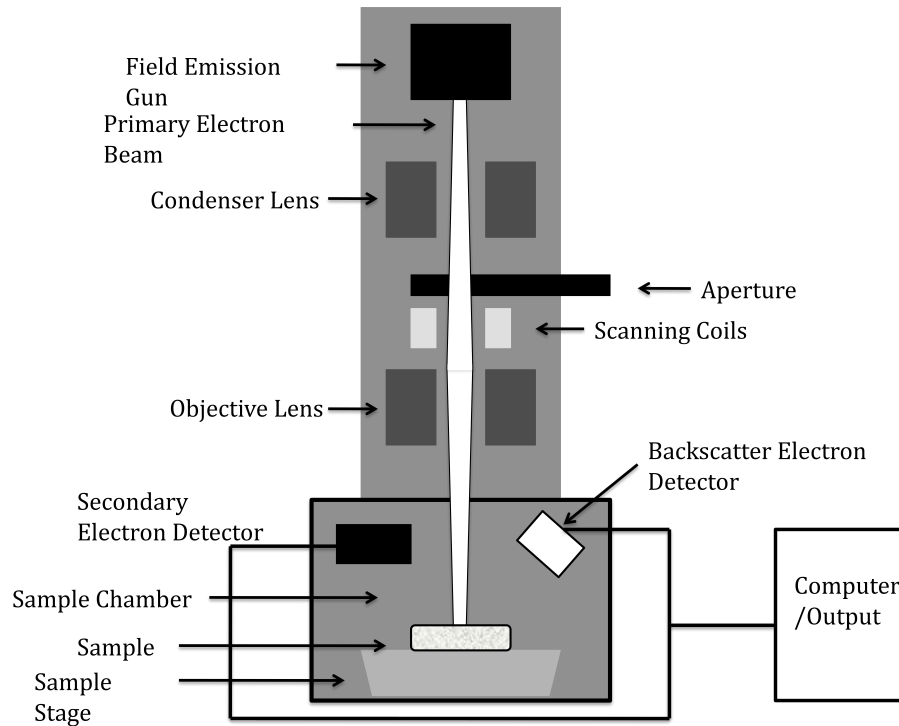 Field Emission
Gun
Primary Electron
Beam
Condenser Lens
Aperture
Scanning Coils
Objective Lens
Backscatter Electron
Detector
Secondary
Electron Detector
Computer
/Output
Sample Chamber
Sample
Sample
Stage